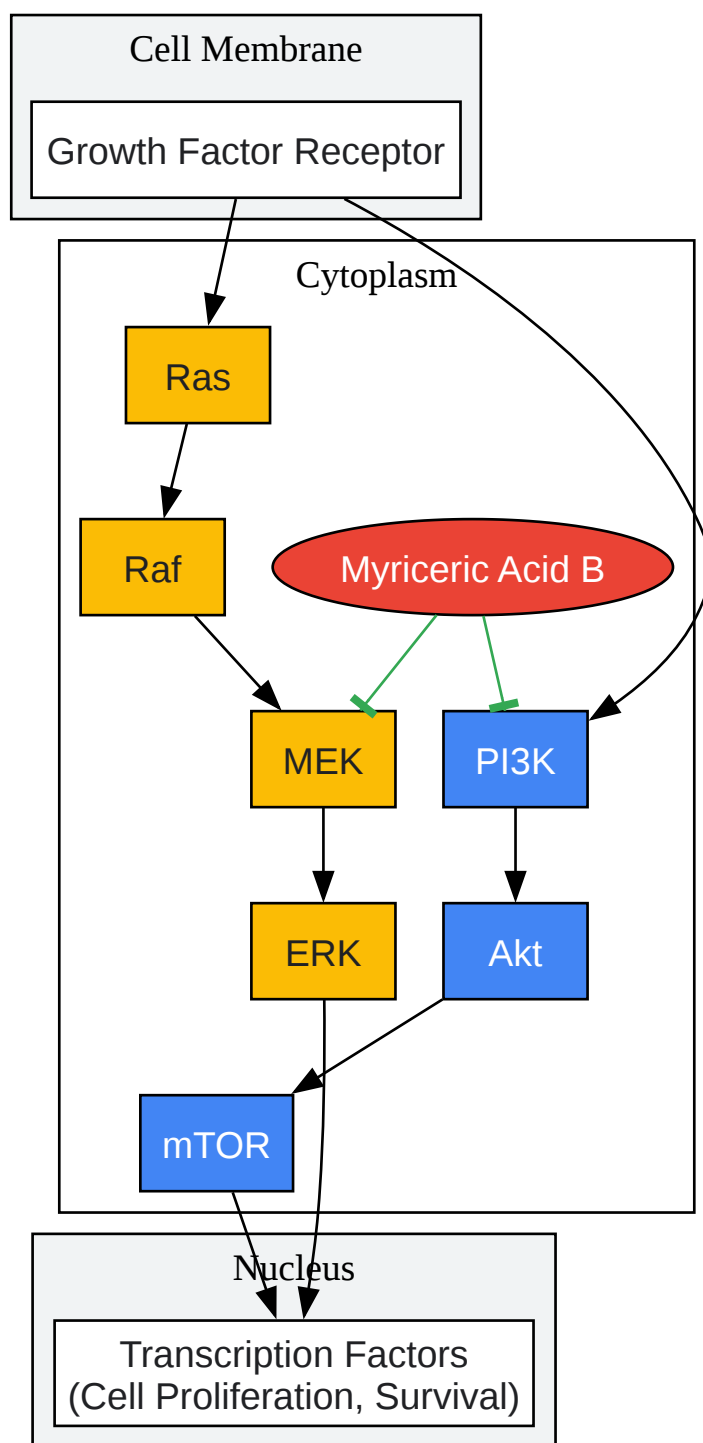 Cell Membrane
Growth Factor Receptor
Cytoplasm
Ras
Raf
Myriceric Acid B
MEK
PI3K
ERK
Akt
mTOR
Nucleus
Transcription Factors
(Cell Proliferation, Survival)